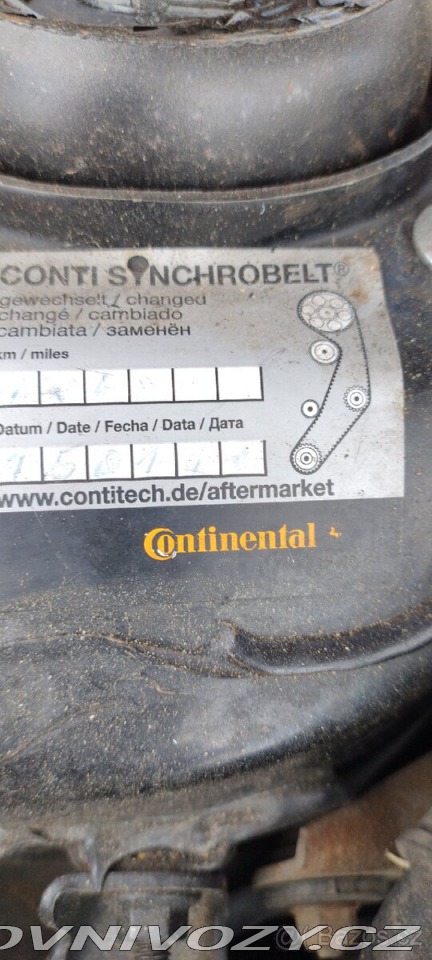 CONTI SYNCHROBELT®
gewechselt / changed
changé / cambiado
cambiata / заменён
km / miles
Datum / Date / Fecha / Data / Дата
www.contitech.de/aftermarket
Continental
OVNIVOZY.CZ